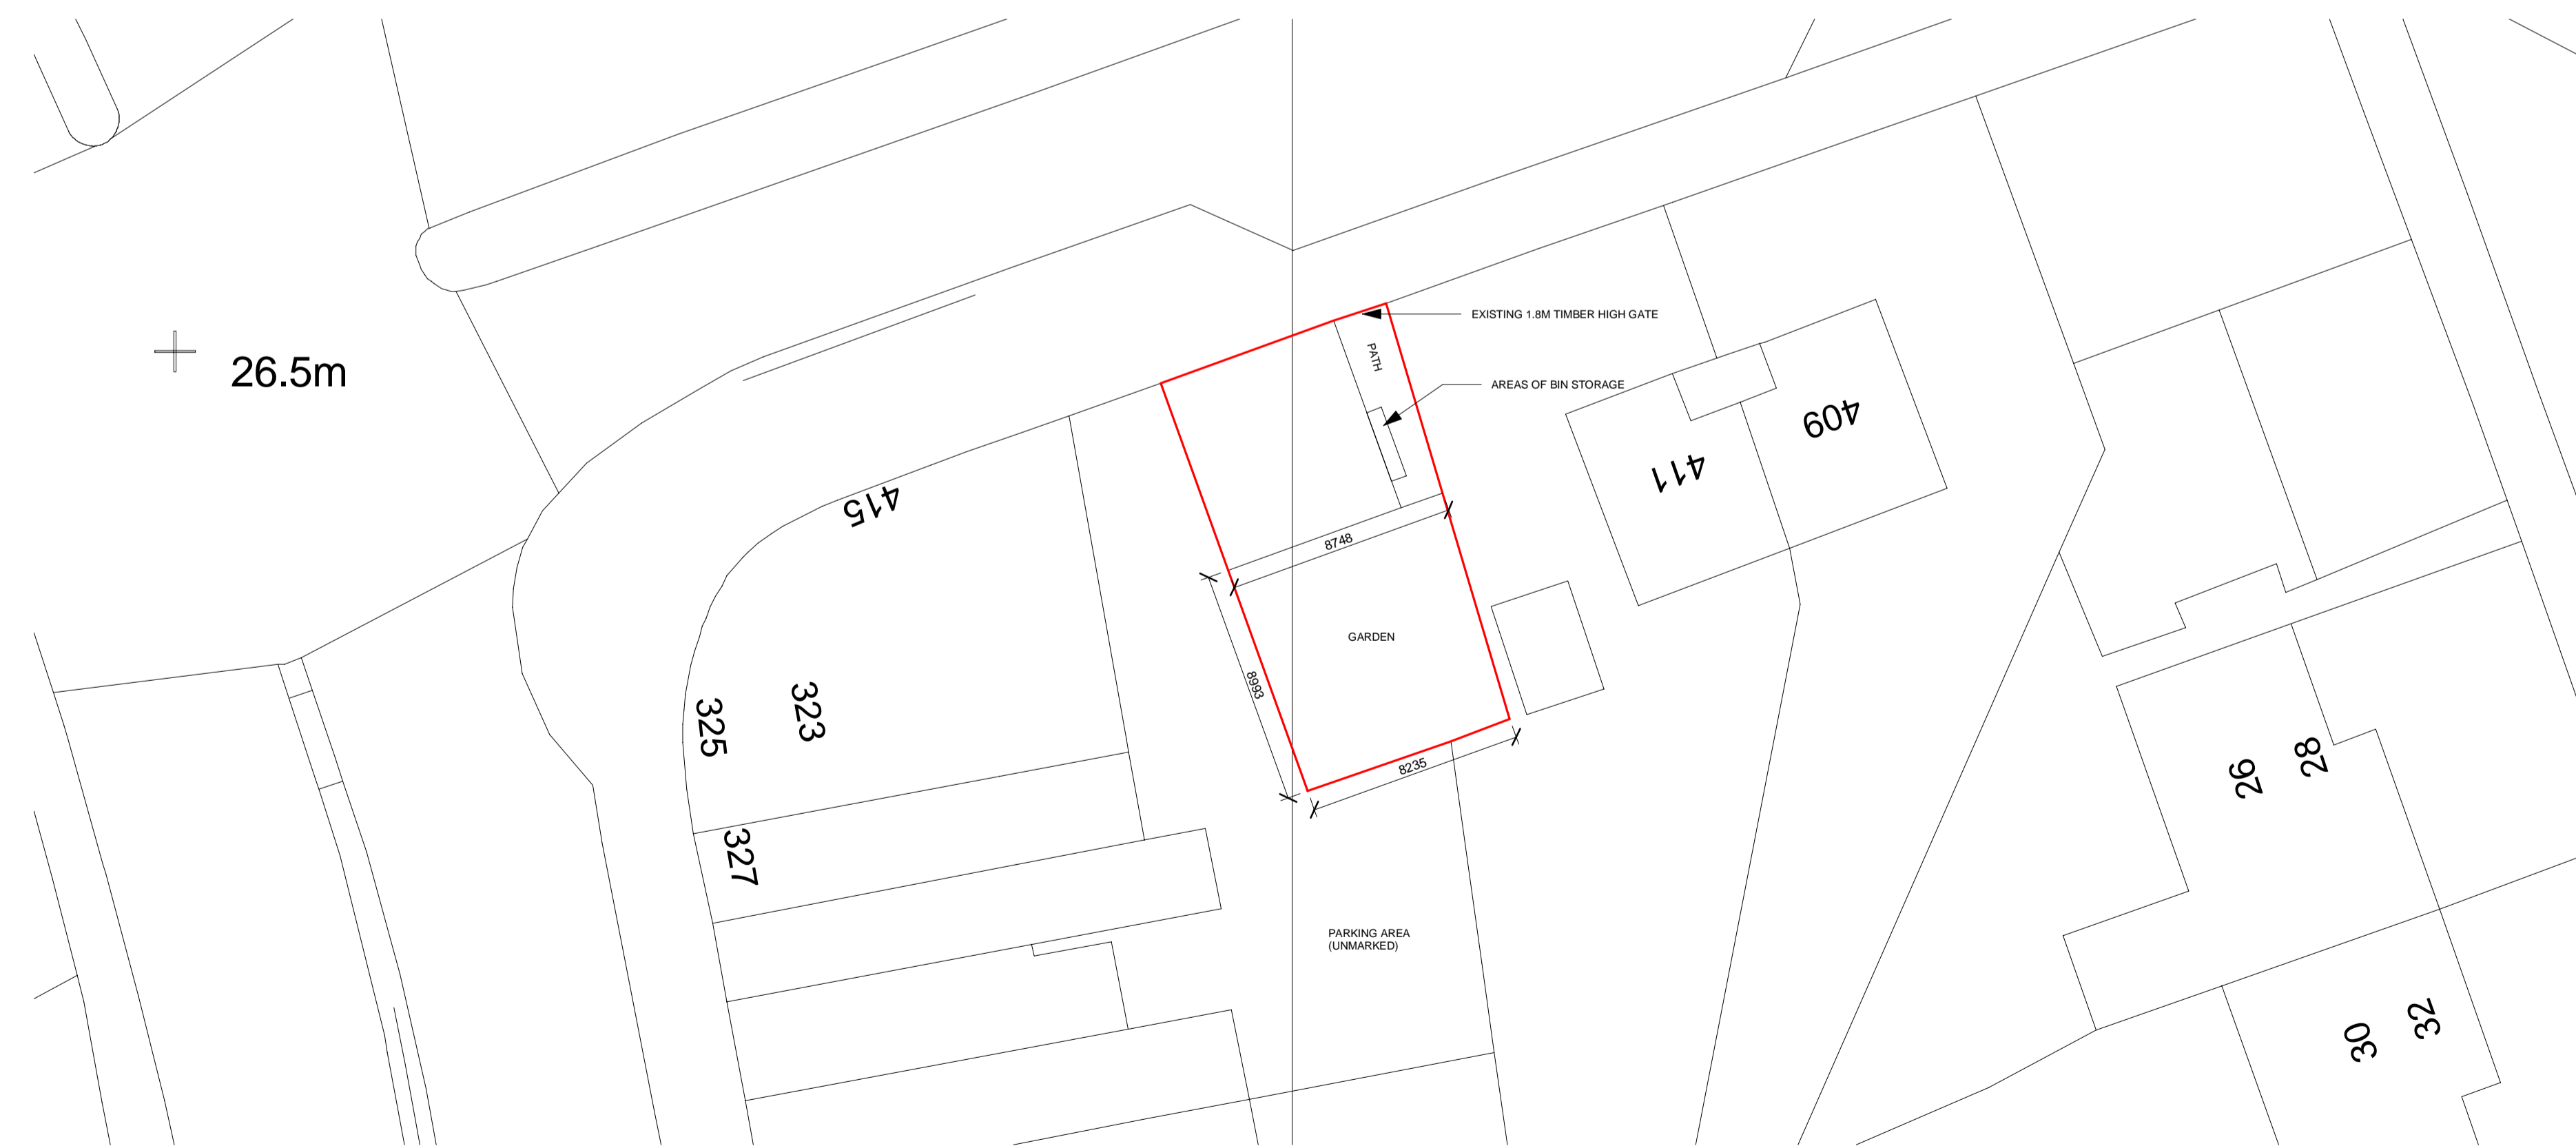 EXISTING 1.8M TIMBER HIGH GATE
PATH
26.5m
AREAS OF BIN STORAGE
409
411
415
8748
GARDEN
8993
323
325
8235
28
26
327
PARKING AREA
(UNMARKED)
32
30